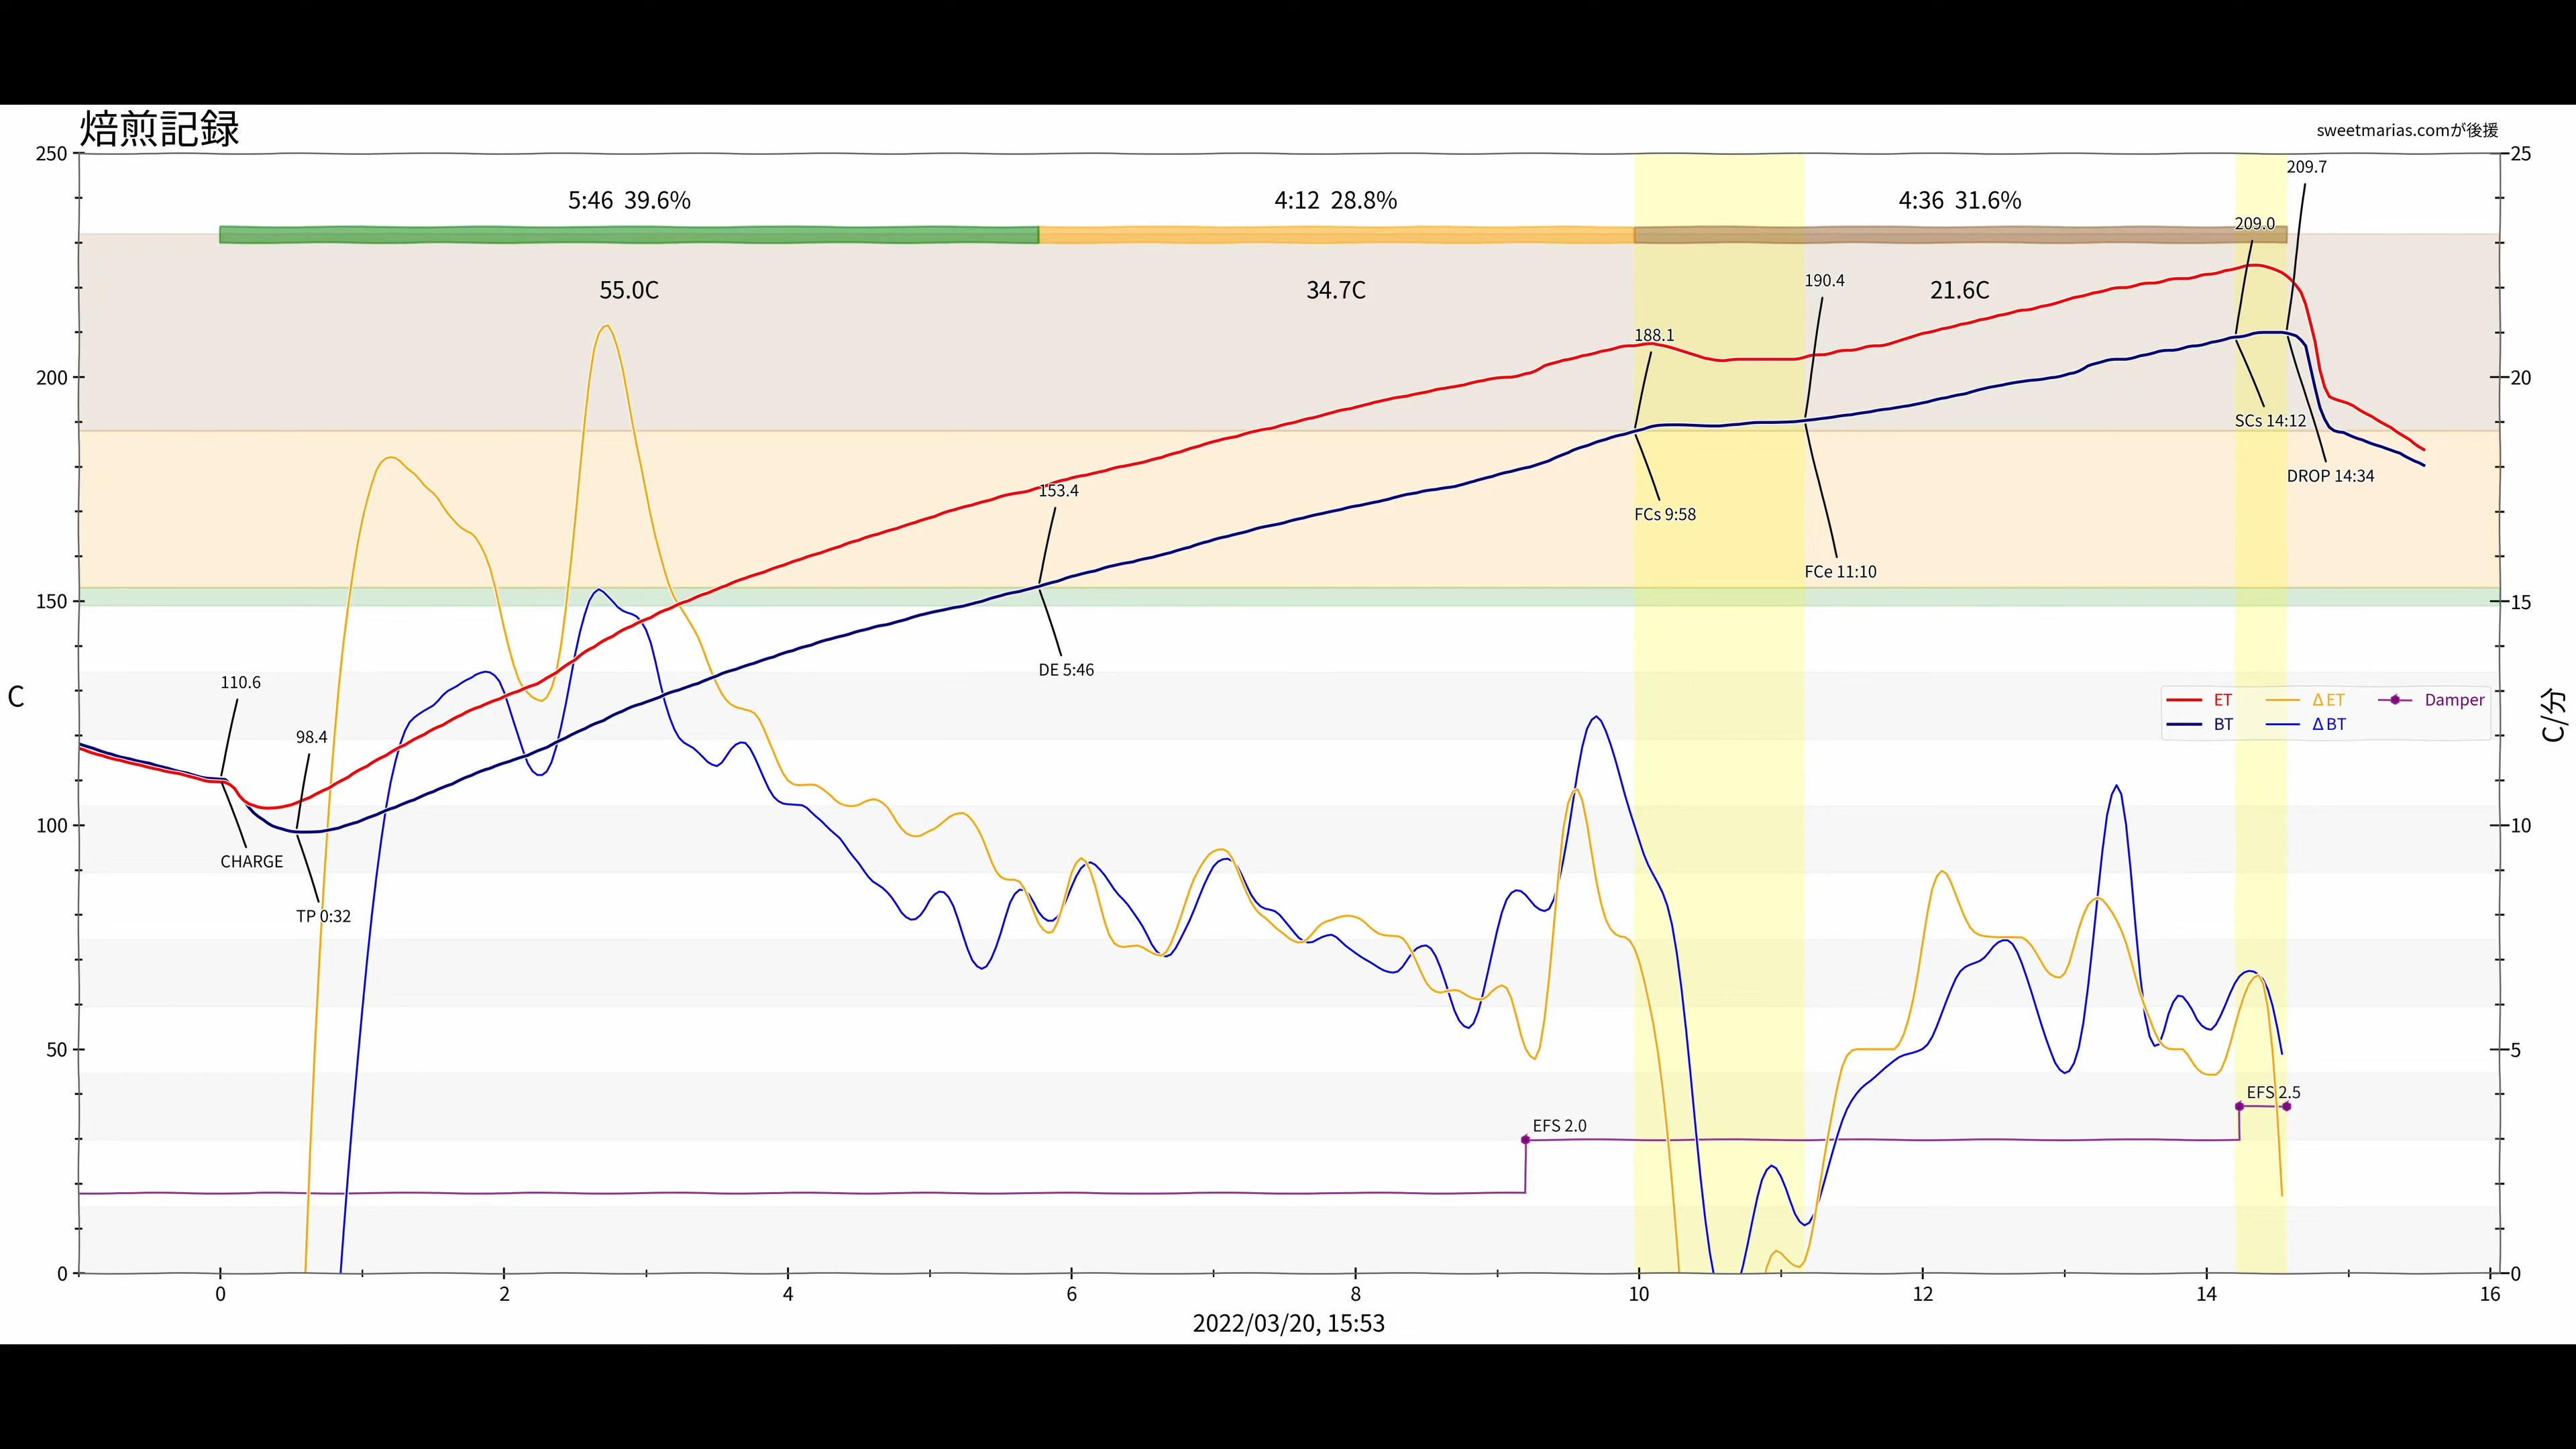 焙煎記録
sweetmarias.comが後援
250
25
209.7
5:46 39.6%
4:12 28.8%
4:36 31.6%
209.0
55.0C
34.7C
190.4
21.6C
188.1
200
20
SCs 14:12
153.4
DROP 14:34
FCs 9:58
FCe 11:10
150
15
DE 5:46
110.6
C
ET
ΔET
Damper
BT
ΔBT
C/分
98.4
100
10
CHARGE
TP 0:32
50
5
EFS 2.5
EFS 2.0
0
0
0
2
4
6
8
10
12
14
16
2022/03/20, 15:53